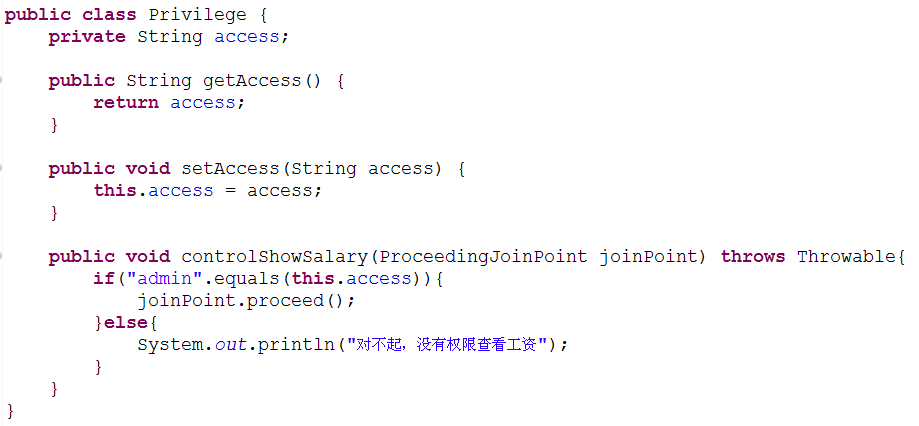 public class Privilege {
    private String access;

    public String getAccess() {
        return access;
    }

    public void setAccess(String access) {
        this.access = access;
    }

    public void controlShowSalary(ProceedingJoinPoint joinPoint) throws Throwable{
        if("admin".equals(this.access)){
            joinPoint.proceed();
        }else{
            System.out.println("对不起，没有权限查看工资");
        }
    }
}